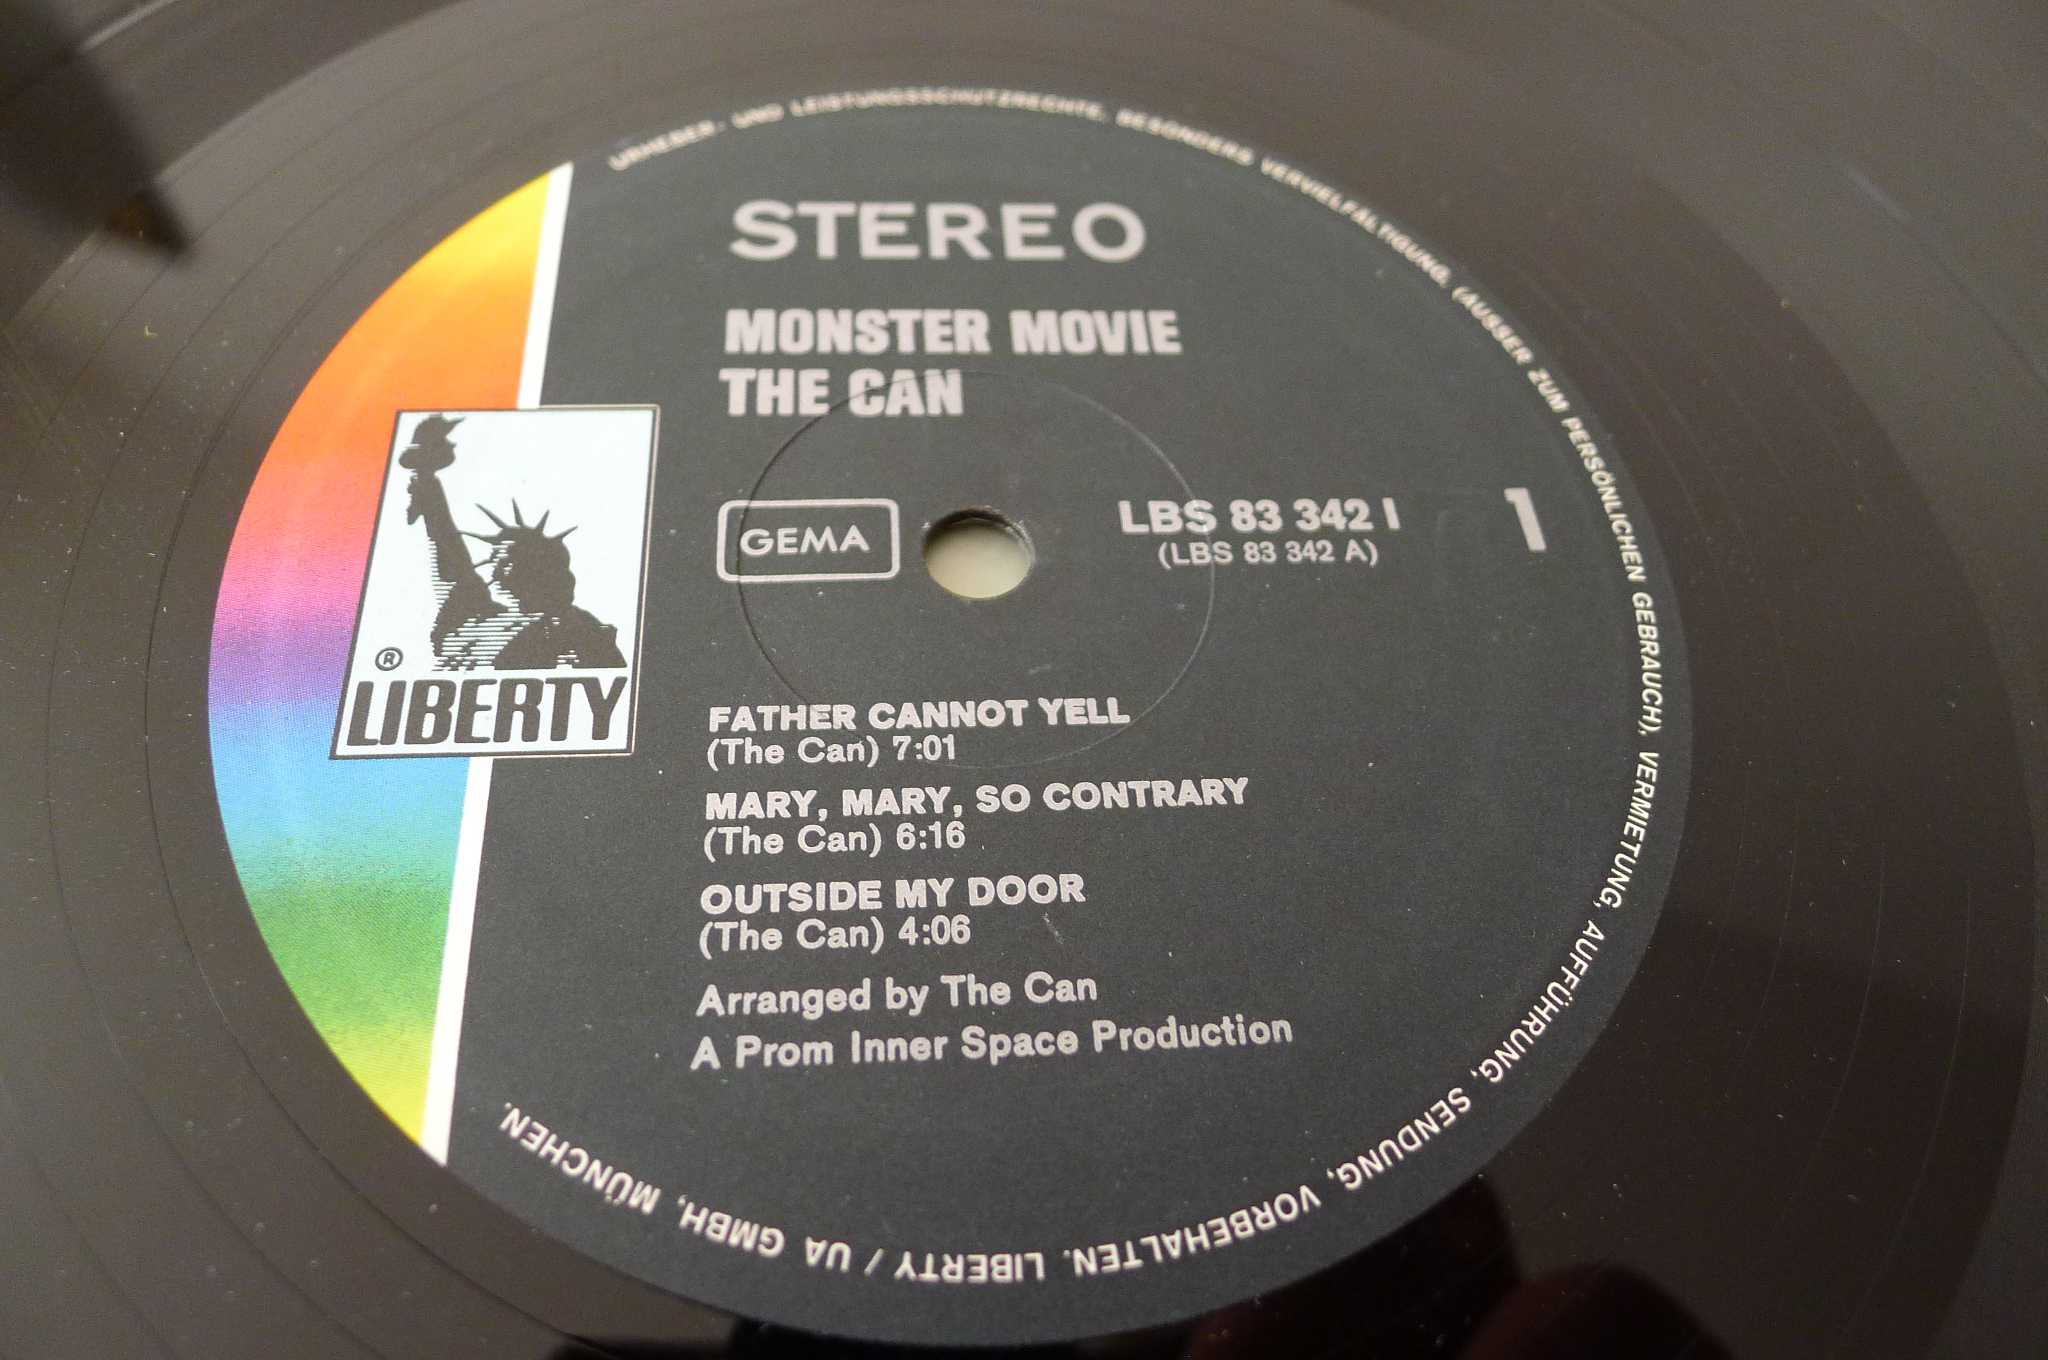 URHEBER- UND LEISTUNGSSCHUTZRECHTE, BESONDERS VERVIELFÄLTIGUNG, (AUSSER ZUM PERSÖNLICHEN GEBRAUCH), VERMIETUNG, AUFFÜHRUNG, SENDUNG, VORBEHALTEN. LIBERTY / UA GMBH, MÜNCHEN.
STEREO
MONSTER MOVIE
THE CAN
GEMA
LBS 83 342 I
(LBS 83 342 A)
1
® LIBERTY
FATHER CANNOT YELL
(The Can) 7:01
MARY, MARY, SO CONTRARY
(The Can) 6:16
OUTSIDE MY DOOR
(The Can) 4:06
Arranged by The Can
A Prom Inner Space Production